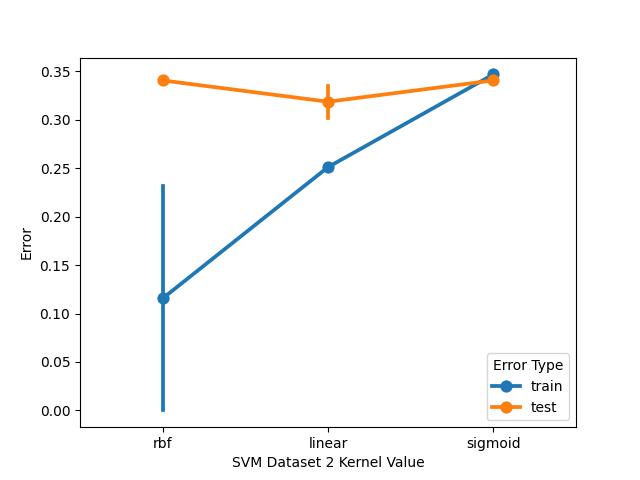 0.35
0.30
0.25
0.20
0.15
0.10
0.05
0.00
Error
rbf
linear
sigmoid
SVM Dataset 2 Kernel Value
Error Type
train
test